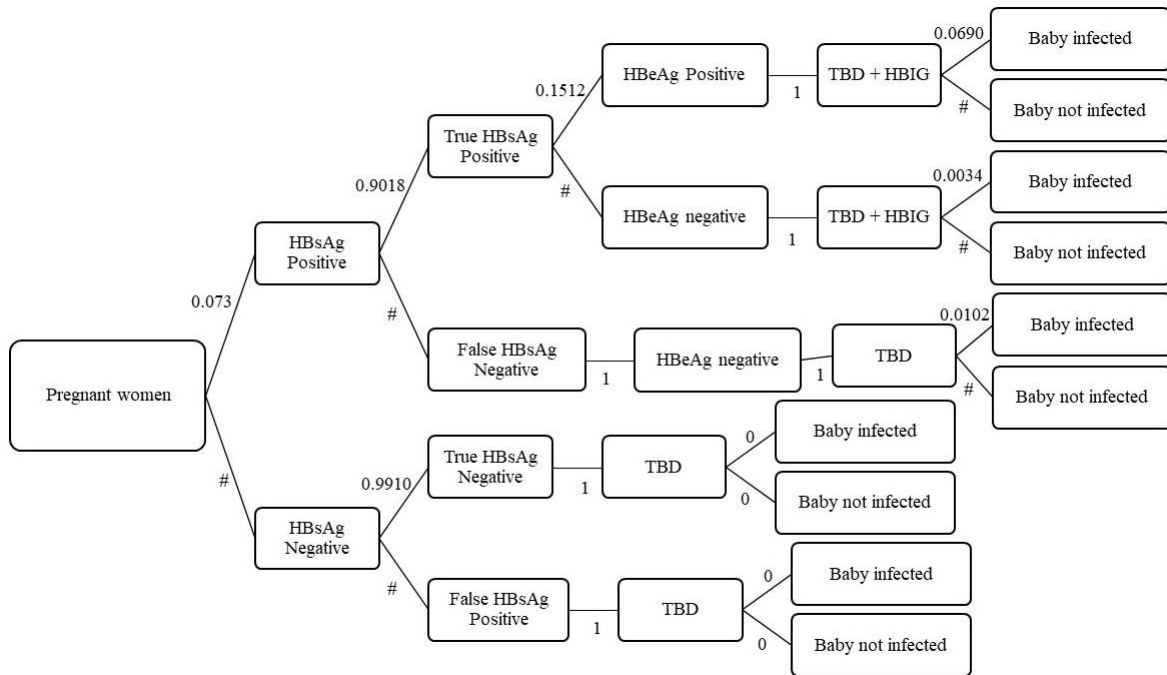 0.0690
Baby infected
HBeAg Positive
TBD + HBIG
0.1512
1
#
Baby not infected
True HBsAg
Positive
0.9018
#
0.0034
Baby infected
HBeAg negative
TBD + HBIG
1
#
Baby not infected
HBsAg
Positive
0.073
#
0.0102
Baby infected
False HBsAg
Negative
HBeAg negative
TBD
1
1
#
Baby not infected
Pregnant women
0
Baby infected
True HBsAg
Negative
TBD
0.9910
1
0
Baby not infected
#
HBsAg
Negative
#
0
Baby infected
False HBsAg
Positive
TBD
1
0
Baby not infected